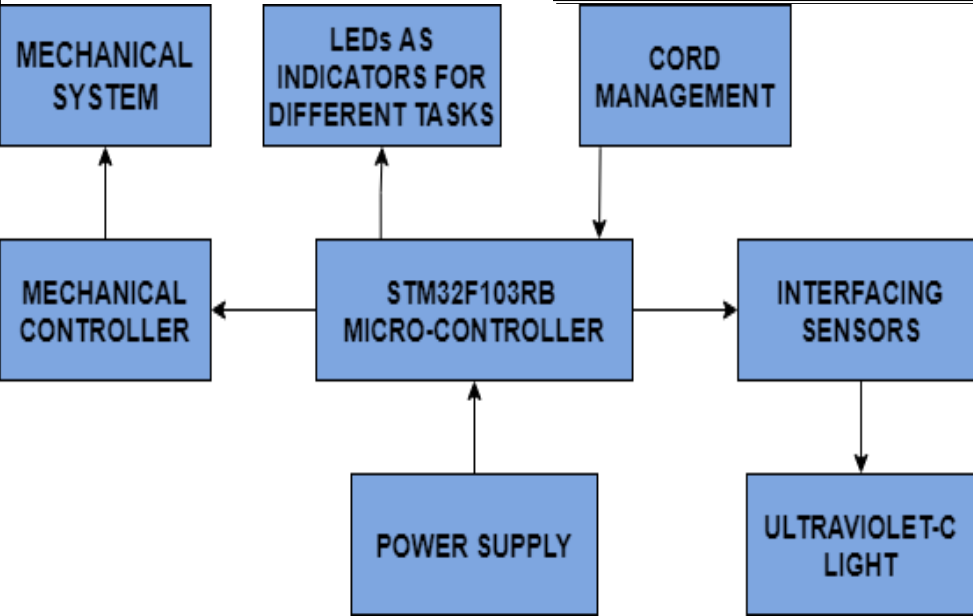 MECHANICAL
SYSTEM
LEDs AS
INDICATORS FOR
DIFFERENT TASKS
CORD
MANAGEMENT
MECHANICAL
CONTROLLER
STM32F103RB
MICRO-CONTROLLER
INTERFACING
SENSORS
POWER SUPPLY
ULTRAVIOLET-C
LIGHT